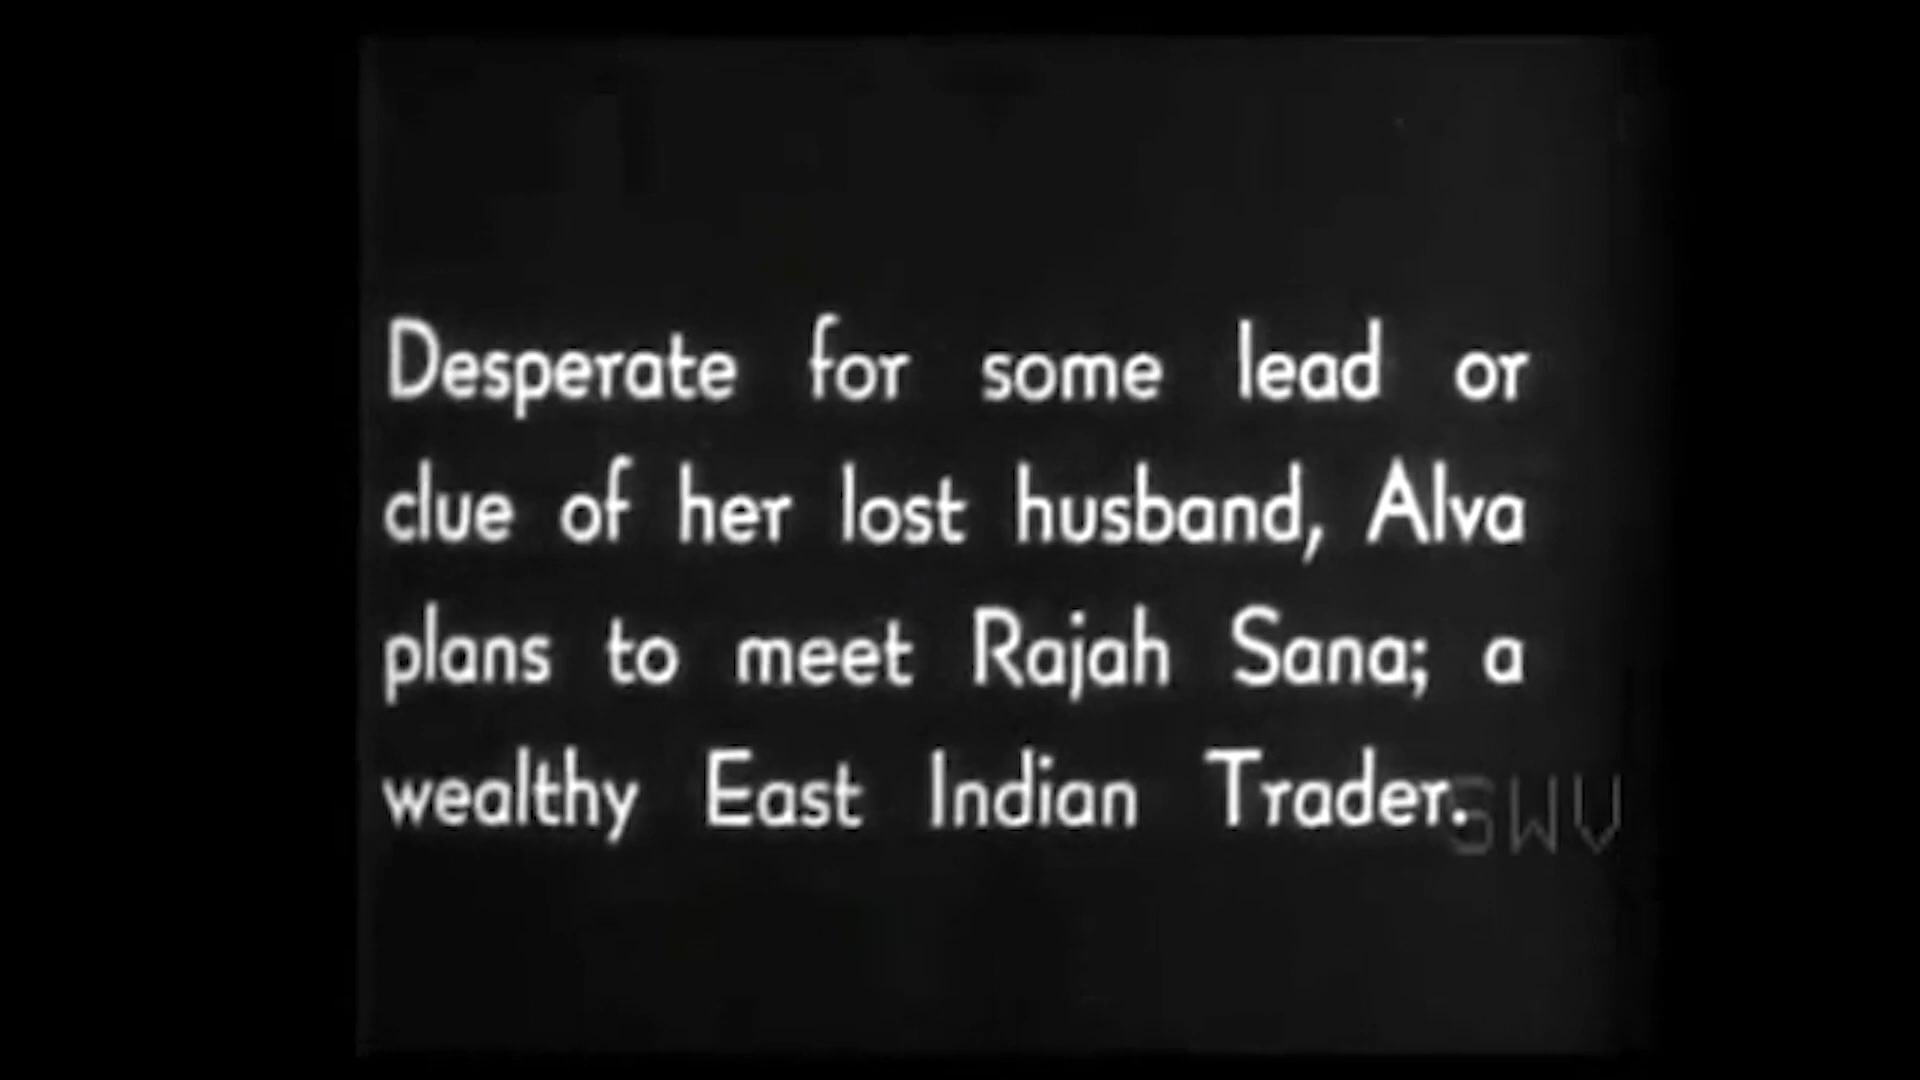 Desperate for some lead or
clue of her lost husband, Alva
plans to meet Rajah Sana; a
wealthy East Indian Trader.
SWV